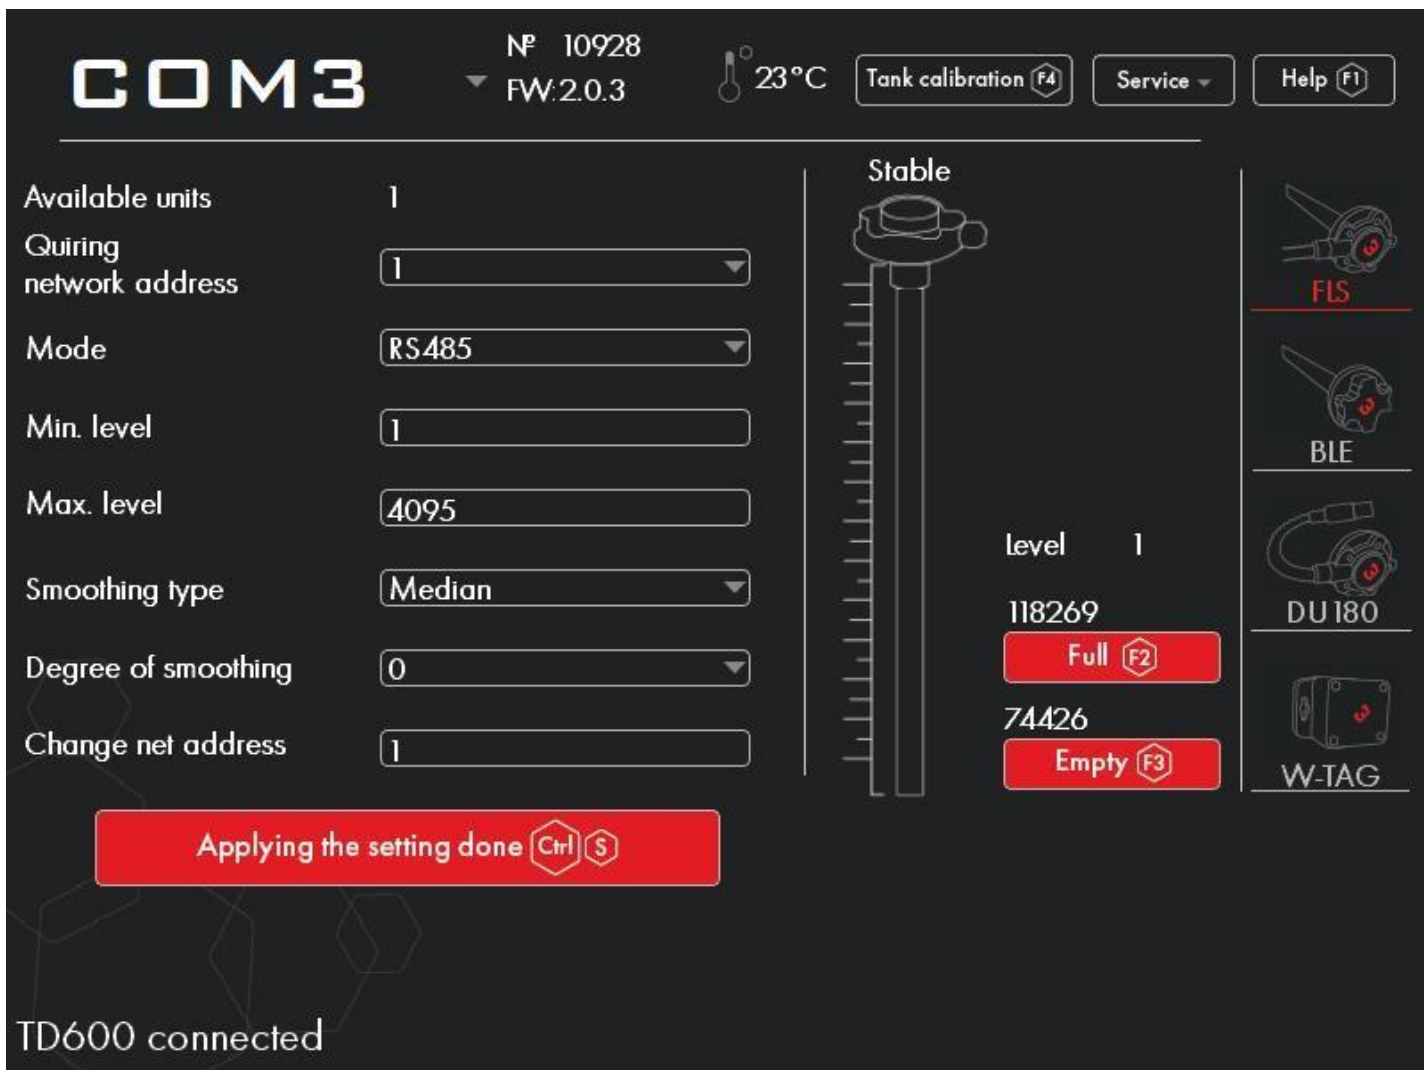 COM3
№ 10928
FW:2.0.3
23°C
Tank calibration F4
Service
Help F1
Available units 1
Quiring
network address 1
Mode RS485
Min. level 1
Max. level 4095
Smoothing type Median
Degree of smoothing 0
Change net address 1
Applying the setting done Ctrl S
Stable
Level 1
118269
Full F2
74426
Empty F3
FLS
BLE
DU180
W-TAG
TD600 connected